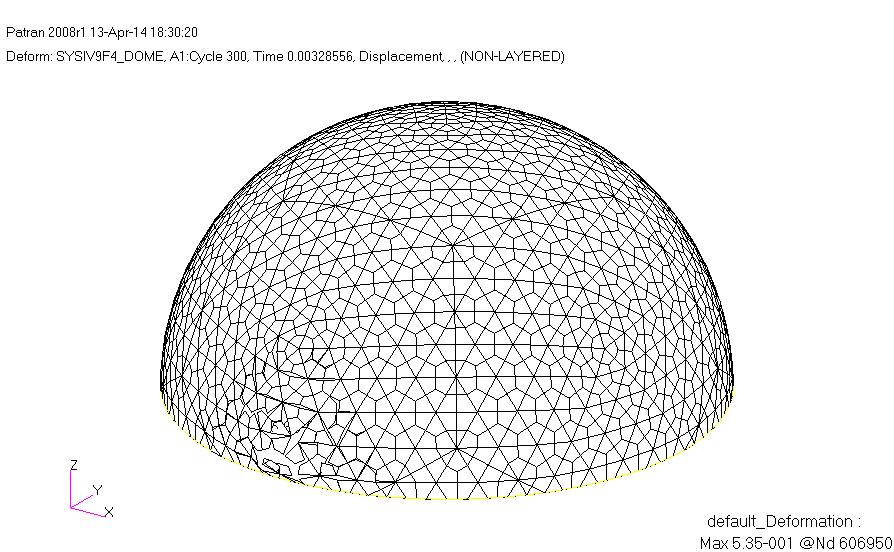 Patran 2008r1 13-Apr-14 18:30:20
Deform: SYSIV9F4_DOME, A1:Cycle 300, Time 0.00328556, Displacement, , , (NON-LAYERED)
Z
Y
X
default_Deformation :
Max 5.35-001 @Nd 606950